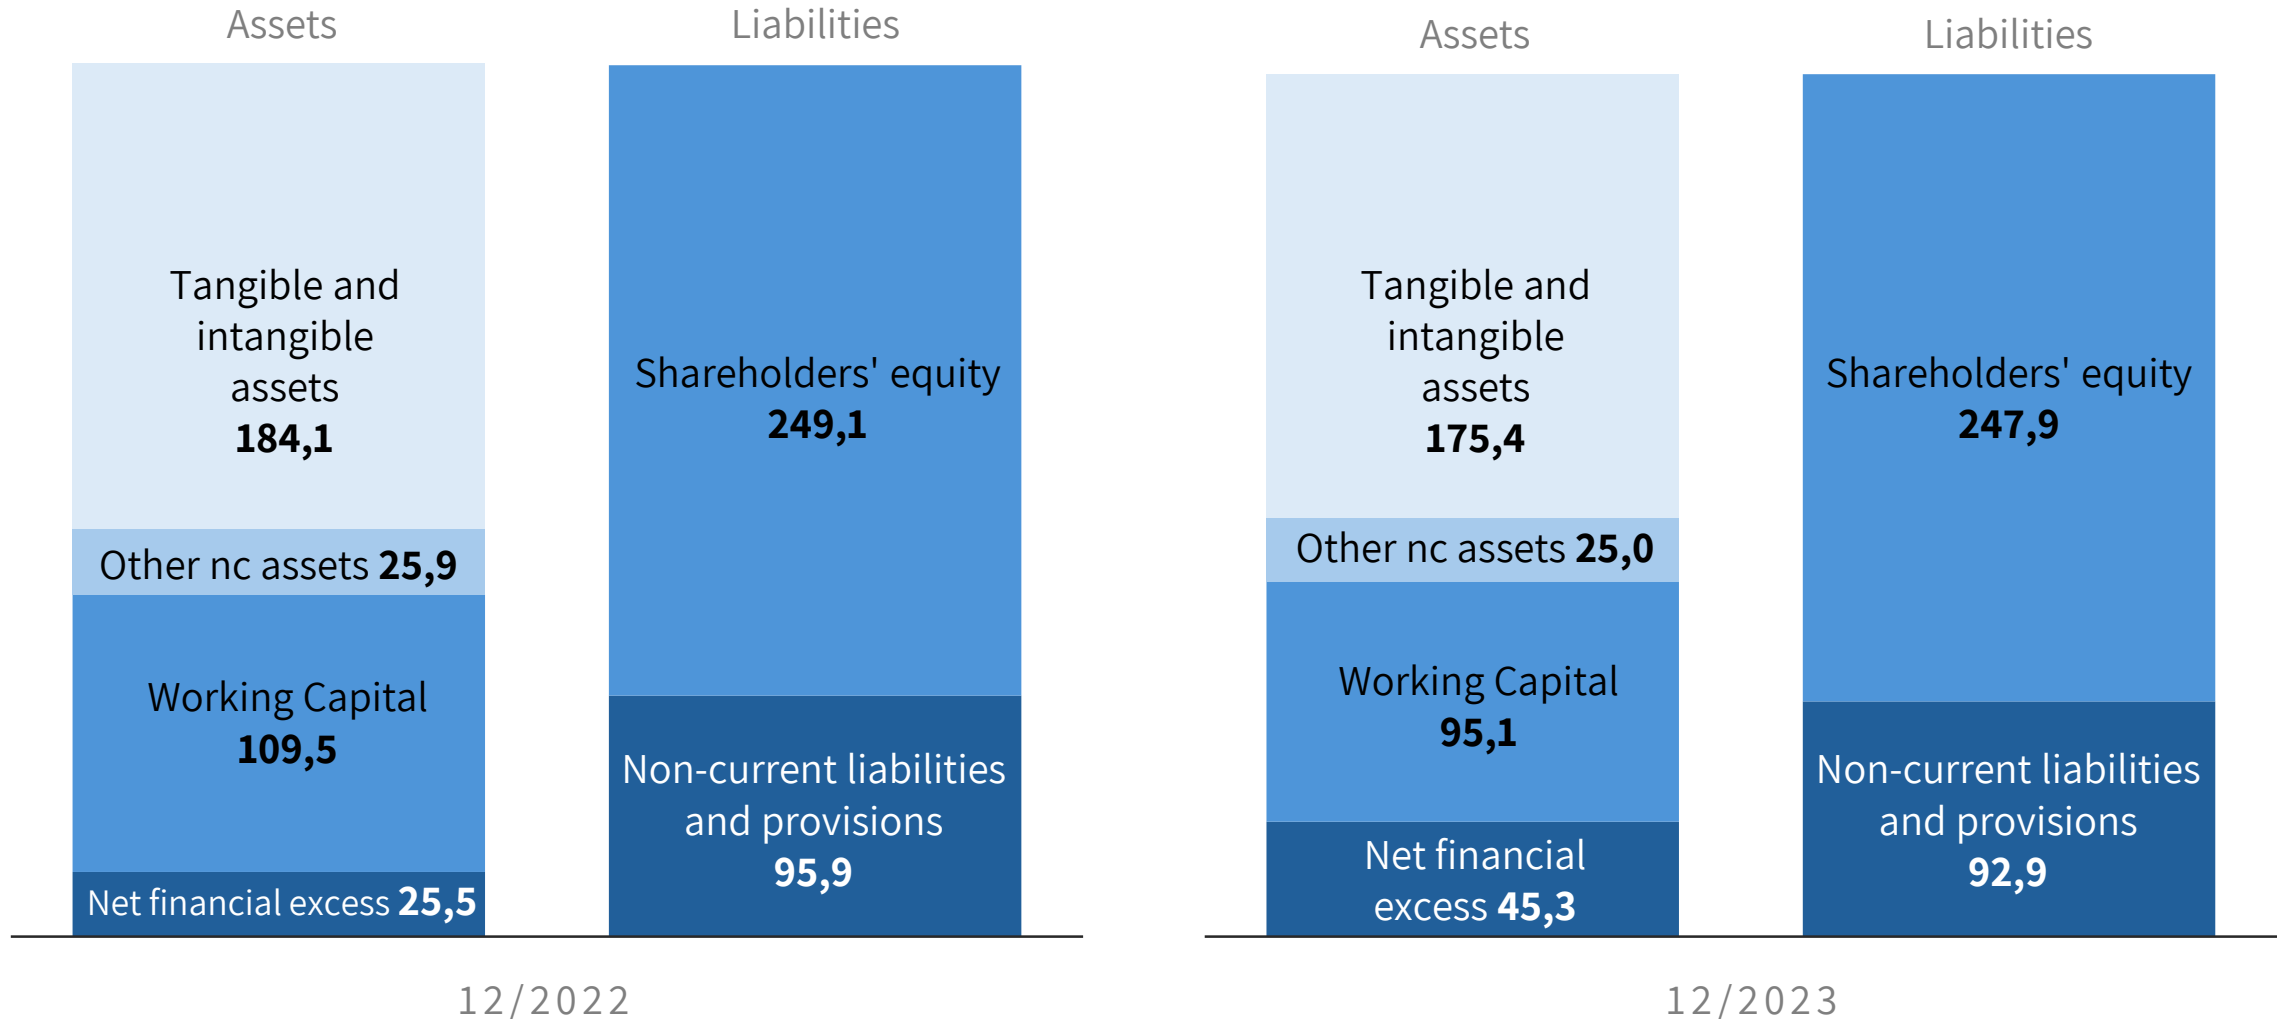 Assets
Liabilities
Tangible and
intangible
assets
184,1
Other nc assets 25,9
Working Capital
109,5
Net financial excess 25,5
Shareholders' equity
249,1
Non-current liabilities
and provisions
95,9
12/2022
Assets
Liabilities
Tangible and
intangible
assets
175,4
Other nc assets 25,0
Working Capital
95,1
Net financial
excess 45,3
Shareholders' equity
247,9
Non-current liabilities
and provisions
92,9
12/2023